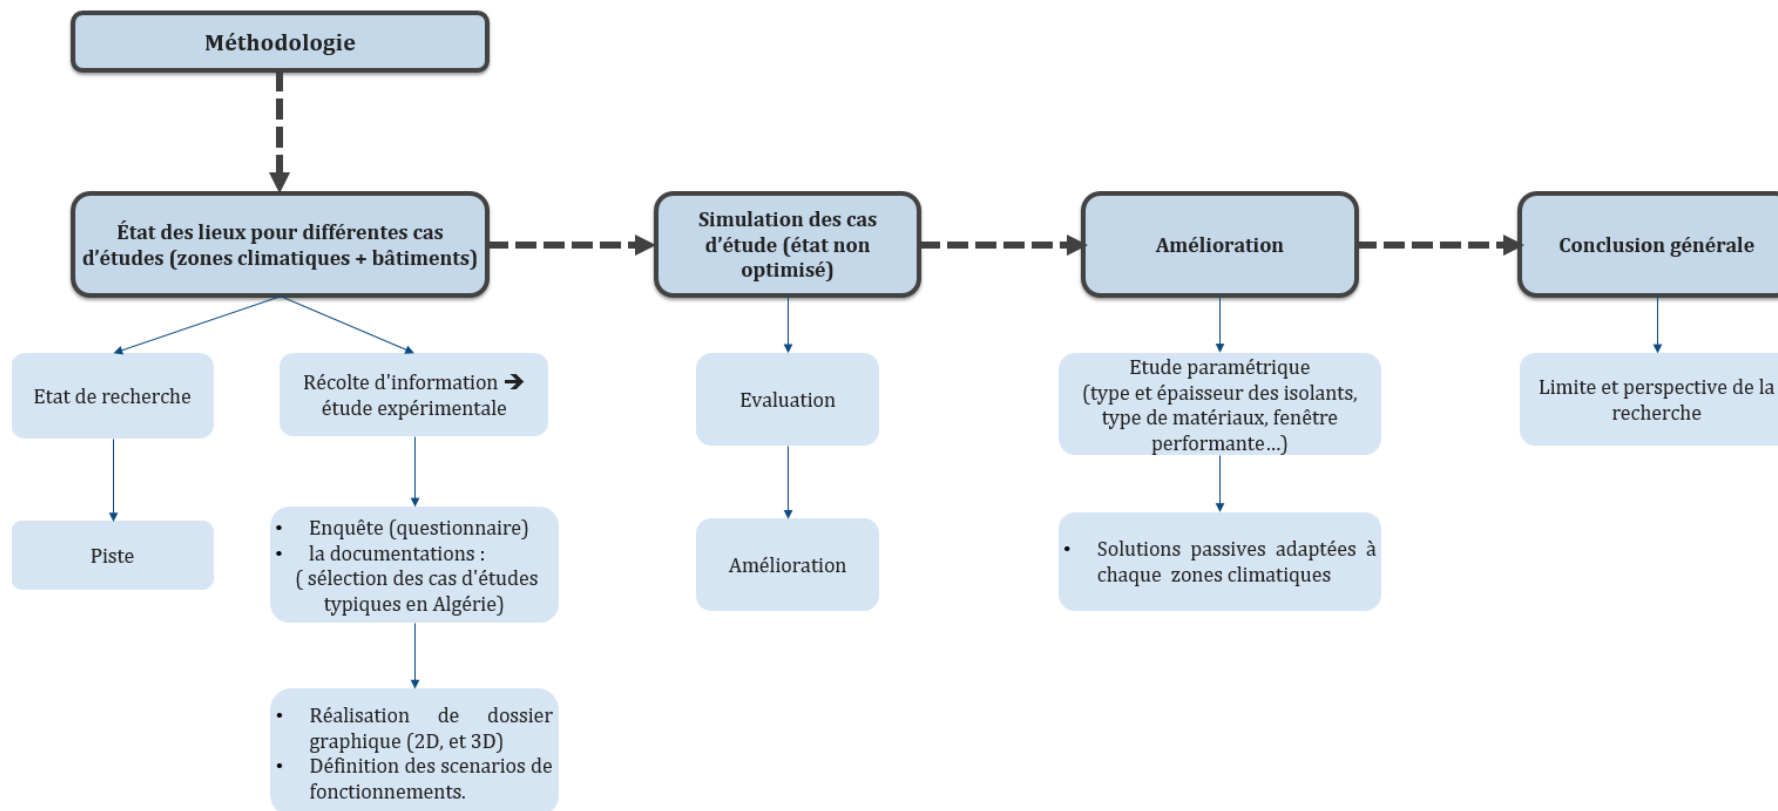 Méthodologie
État des lieux pour différentes cas
d’études (zones climatiques + bâtiments)
Simulation des cas
d’étude (état non
optimisé)
Amélioration
Conclusion générale
Etat de recherche
Récolte d'information ➔
étude expérimentale
Evaluation
Etude paramétrique
(type et épaisseur des isolants,
type de matériaux, fenêtre
performante…)
Limite et perspective de la
recherche
Piste
• Enquête (questionnaire)
• la documentations :
( sélection des cas d'études
typiques en Algérie)
Amélioration
• Solutions passives adaptées à
chaque zones climatiques
• Réalisation de dossier
graphique (2D, et 3D)
• Définition des scenarios de
fonctionnements.